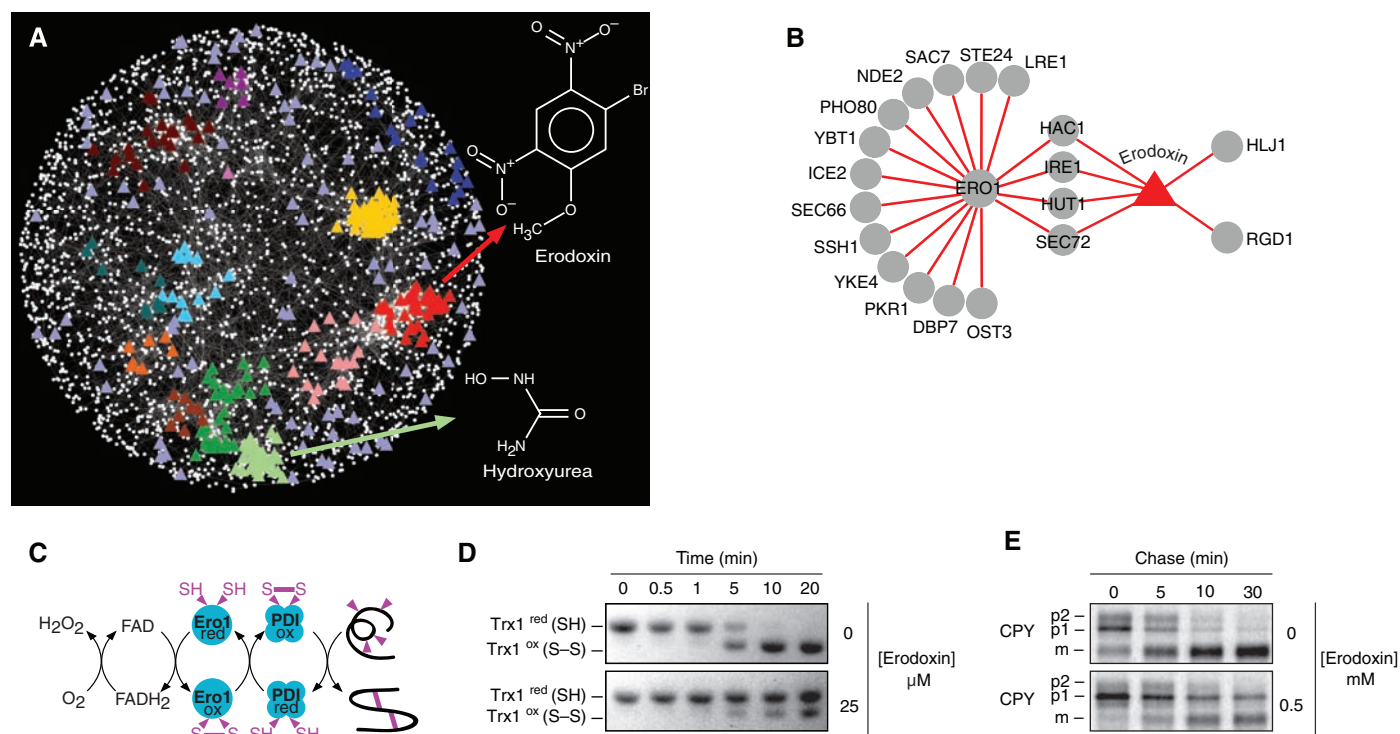 A
O
O⁻
N⁺
Br
O
N⁺
O⁻
O
H₃C
Erodoxin
HO
NH
O
H₂N
Hydroxyurea
B
SAC7
STE24
LRE1
NDE2
PHO80
YBT1
ICE2
SEC66
SSH1
YKE4
PKR1
DBP7
OST3
ERO1
HAC1
IRE1
HUT1
SEC72
Erodoxin
HLJ1
RGD1
C
SH SH S S
H₂O₂ FAD Ero1 red PDI ox
O₂ FADH₂ Ero1 ox PDI red
S S SH SH
D
Time (min)
0 0.5 1 5 10 20
Trx1 red (SH)
Trx1 ox (S–S)
0
Trx1 red (SH)
Trx1 ox (S–S)
25
[Erodoxin]
µM
E
Chase (min)
0 5 10 30
p2
CPY p1
m
0
p2
CPY p1
m
0.5
[Erodoxin]
mM